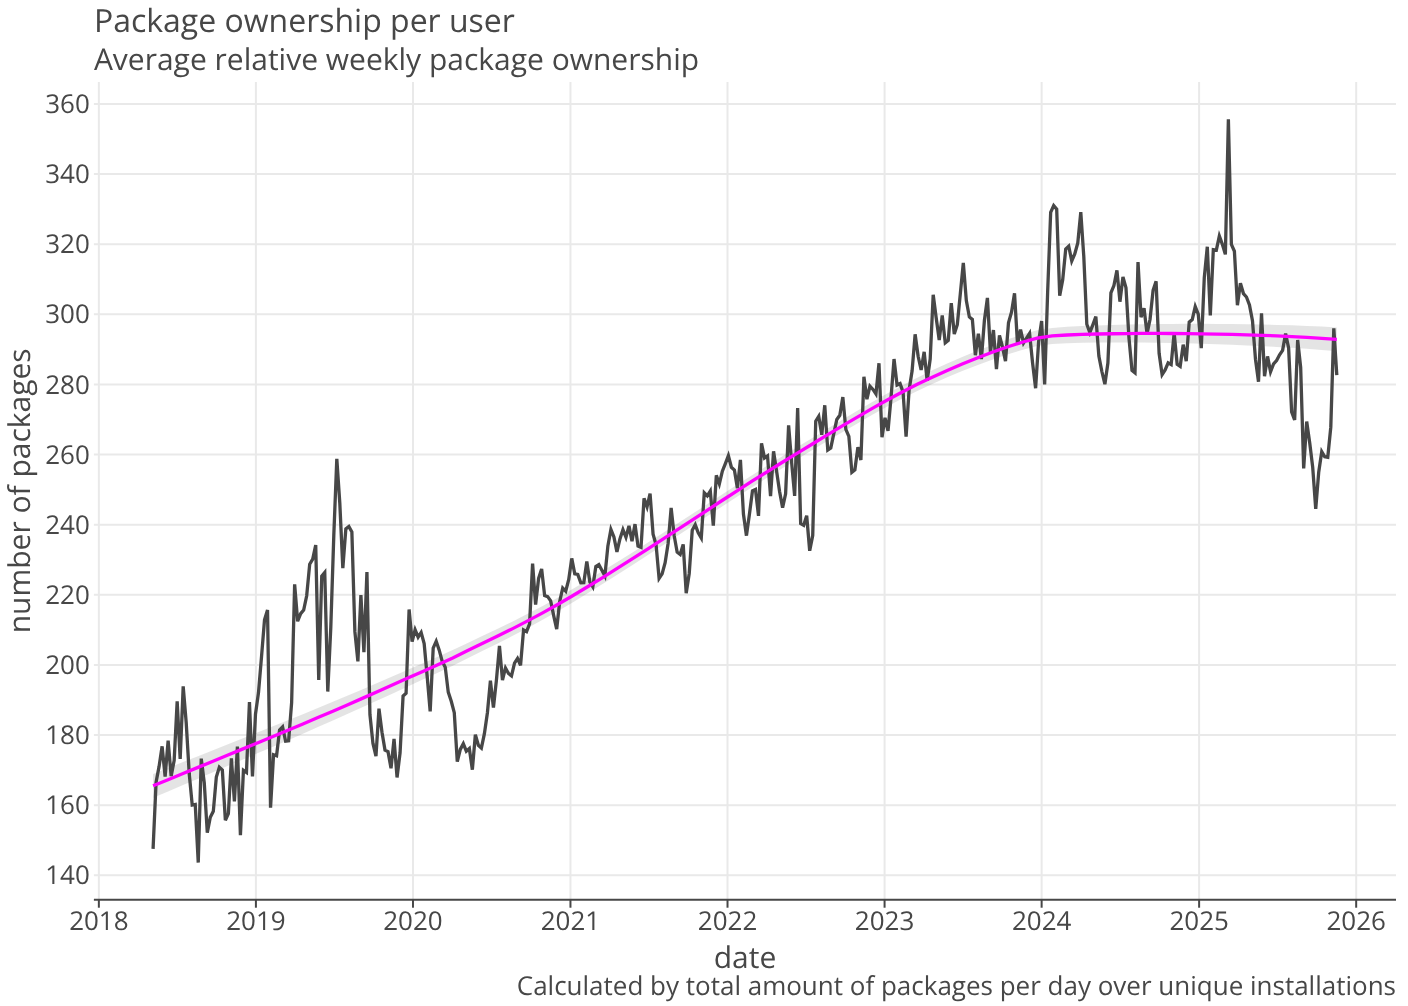 Package ownership per user
Average relative weekly package ownership
360
340
320
300
280
260
240
220
200
180
160
140
number of packages
2018 2019 2020 2021 2022 2023 2024 2025 2026
date
Calculated by total amount of packages per day over unique installations